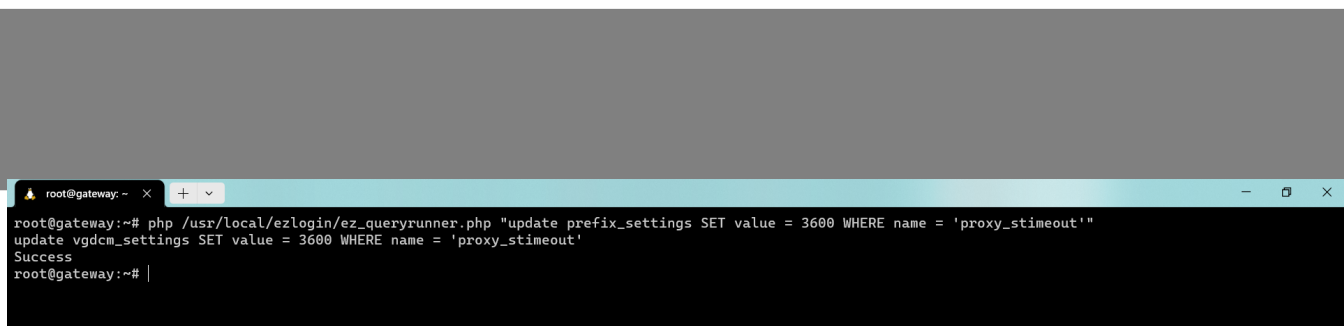 root@gateway: ~
root@gateway:~# php /usr/local/ezlogin/ez_queryrunner.php "update prefix_settings SET value = 3600 WHERE name = 'proxy_stimeout'"
update vgdcm_settings SET value = 3600 WHERE name = 'proxy_stimeout'
Success
root@gateway:~#